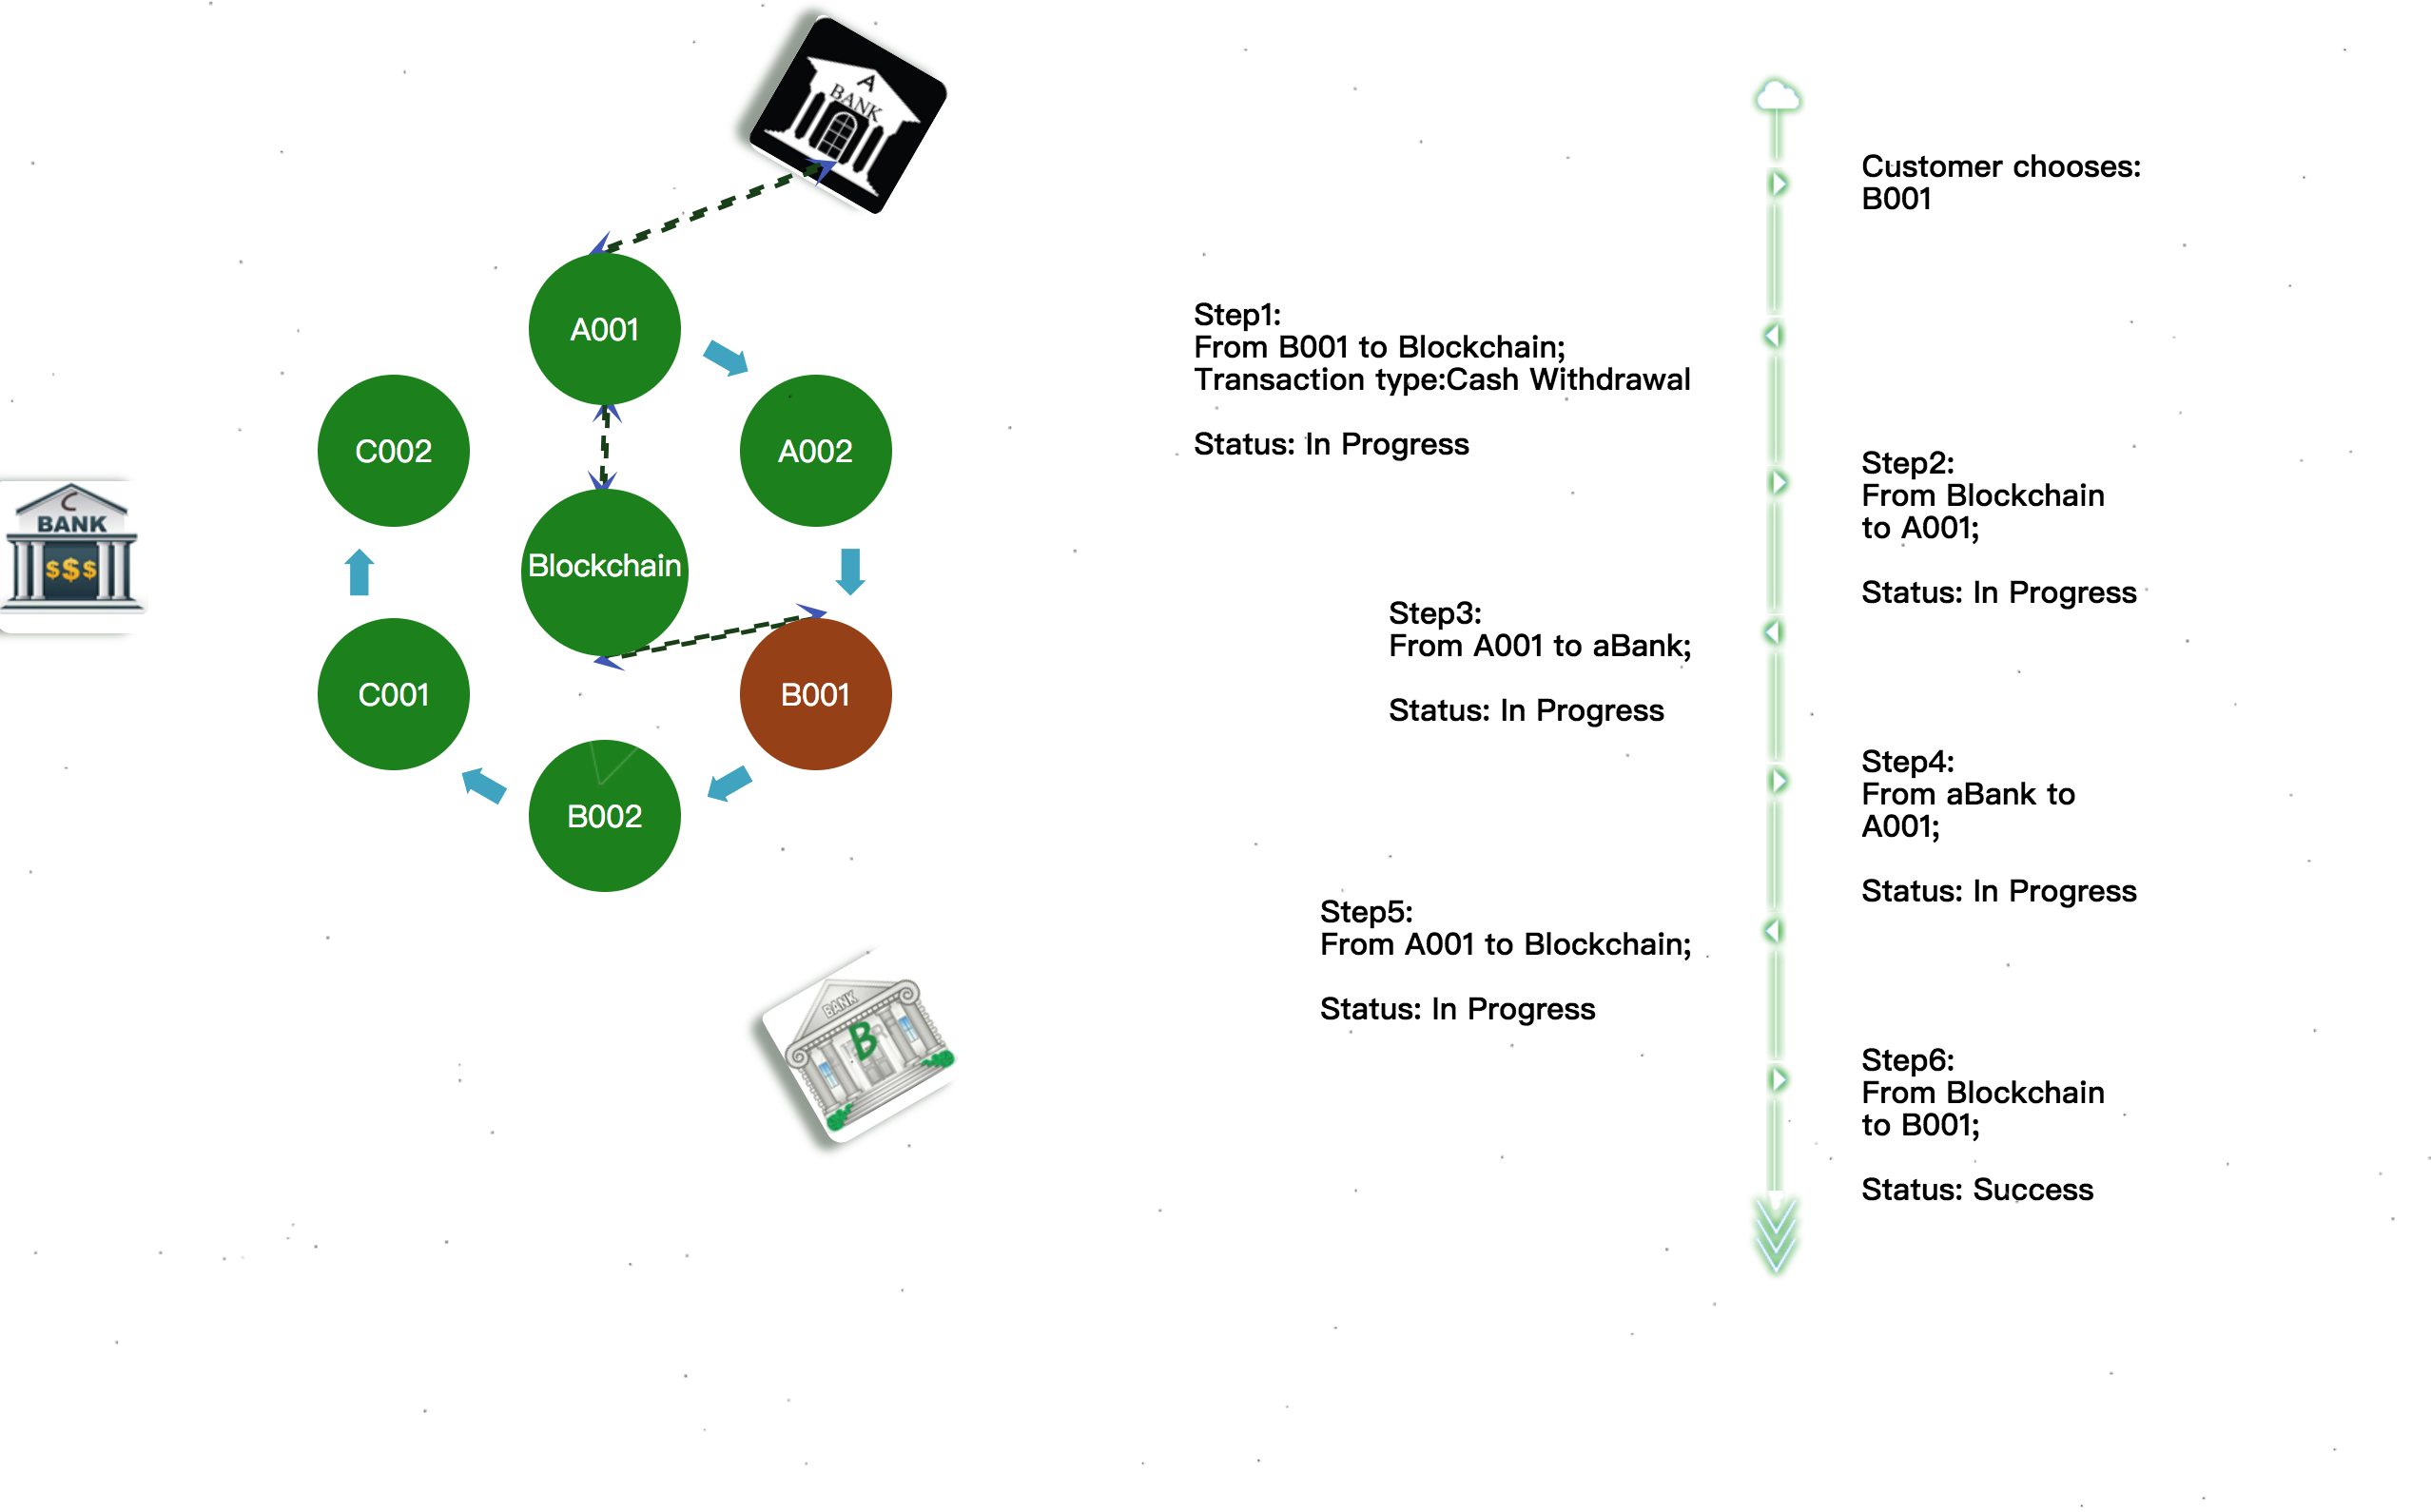 A
BANK
A001
C002
A002
C
BANK
$$$
Blockchain
C001
B001
B002
BANK
B
Customer chooses:
B001
Step1:
From B001 to Blockchain;
Transaction type:Cash Withdrawal
Status: In Progress
Step2:
From Blockchain
to A001;
Status: In Progress
Step3:
From A001 to aBank;
Status: In Progress
Step4:
From aBank to
A001;
Status: In Progress
Step5:
From A001 to Blockchain;
Status: In Progress
Step6:
From Blockchain
to B001;
Status: Success